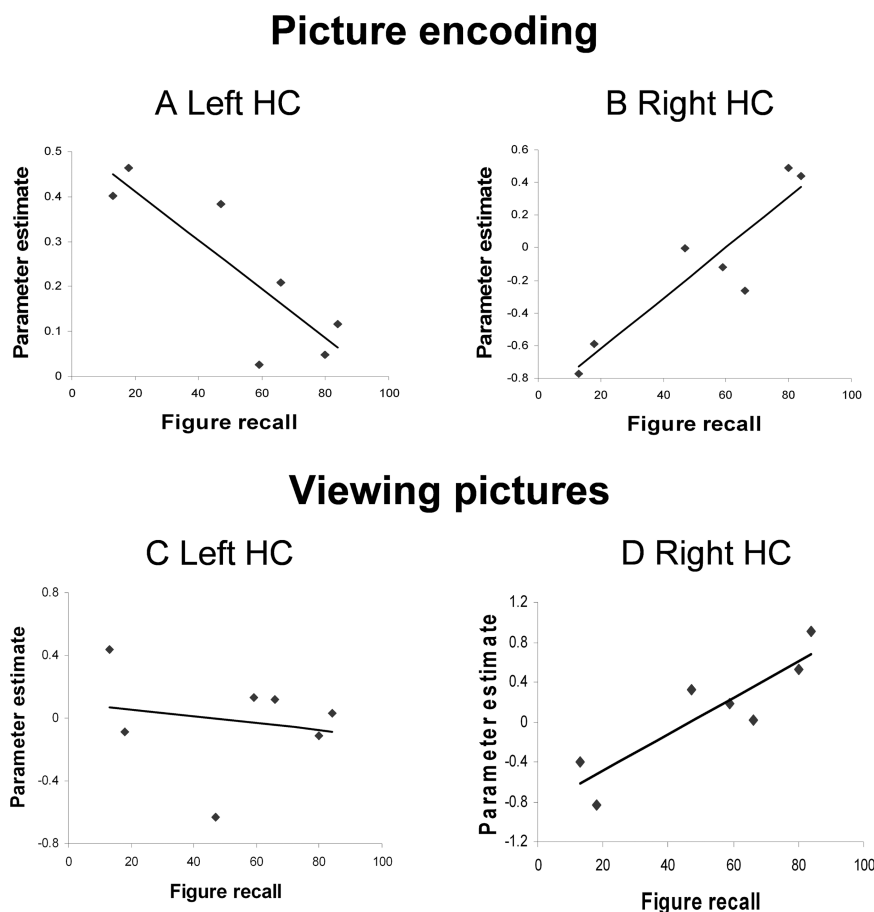 Picture encoding
A Left HC
B Right HC
Parameter estimate
0.5
0.4
0.3
0.2
0.1
0
0 20 40 60 80 100
Figure recall
Parameter estimate
0.6
0.4
0.2
0
-0.2
-0.4
-0.6
-0.8
0 20 40 60 80 100
Figure recall
Viewing pictures
C Left HC
D Right HC
Parameter estimate
0.8
0.4
0
-0.4
-0.8
0 20 40 60 80 100
Figure recall
Parameter estimate
1.2
0.8
0.4
0
-0.4
-0.8
-1.2
0 20 40 60 80 100
Figure recall